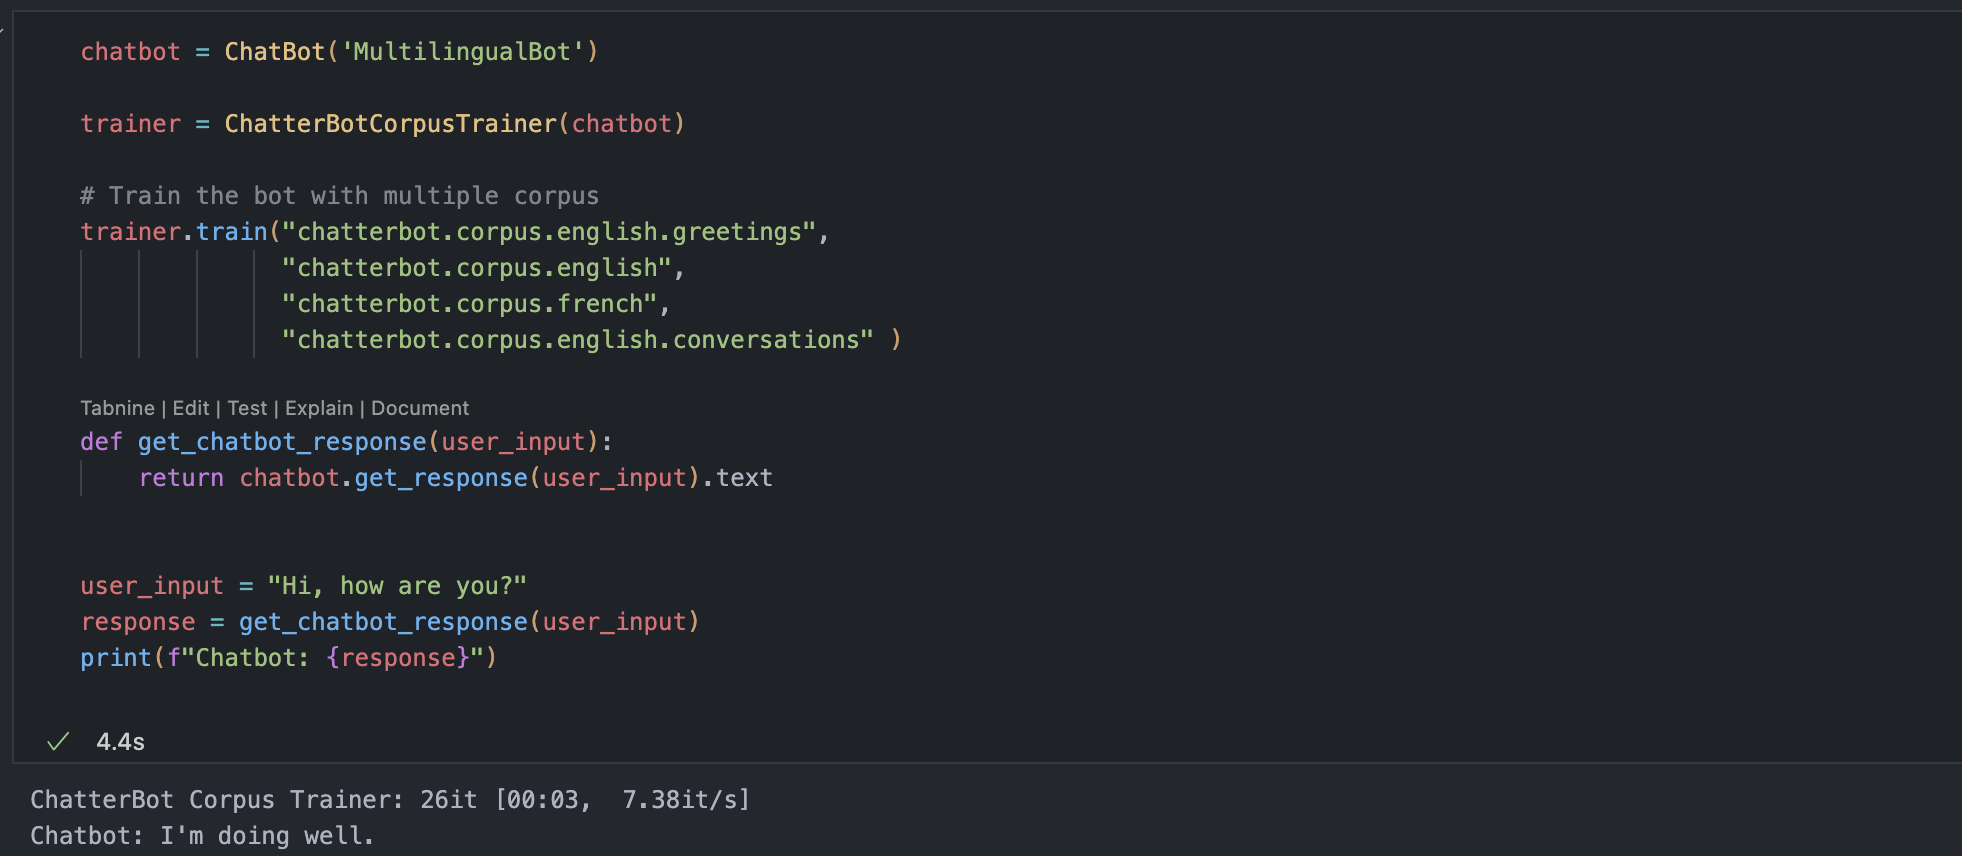 chatbot = ChatBot('MultilingualBot')
trainer = ChatterBotCorpusTrainer(chatbot)
# Train the bot with multiple corpus
trainer.train("chatterbot.corpus.english.greetings",
"chatterbot.corpus.english",
"chatterbot.corpus.french",
"chatterbot.corpus.english.conversations" )
Tabnine | Edit | Test | Explain | Document
def get_chatbot_response(user_input):
return chatbot.get_response(user_input).text
user_input = "Hi, how are you?"
response = get_chatbot_response(user_input)
print(f"Chatbot: {response}")
4.4s
ChatterBot Corpus Trainer: 26it [00:03,  7.38it/s]
Chatbot: I'm doing well.